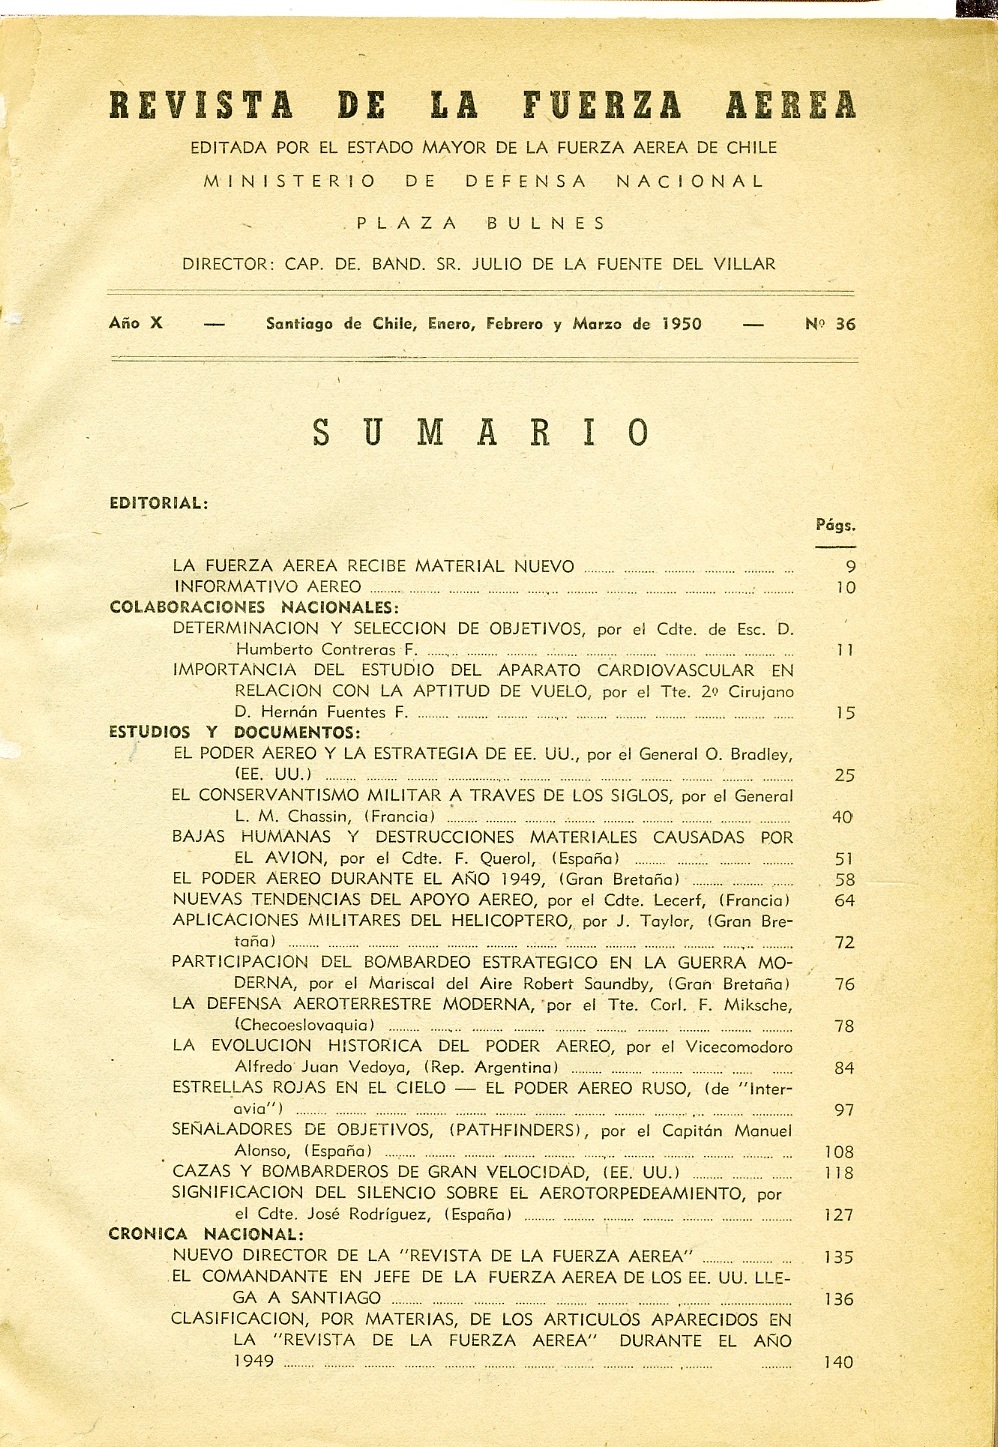 REVISTA DE LA FUERZA AEREA
EDITADA POR EL ESTADO MAYOR DE LA FUERZA AEREA DE CHILE
MINISTERIO DE DEFENSA NACIONAL
PLAZA BULNES
DIRECTOR: CAP. DE. BAND. SR. JULIO DE LA FUENTE DEL VILLAR
Año X — Santiago de Chile, Enero, Febrero y Marzo de 1950 — Nº 36
SUMARIO
EDITORIAL:
Págs.
LA FUERZA AEREA RECIBE MATERIAL NUEVO ........ 9
INFORMATIVO AEREO ........ 10
COLABORACIONES NACIONALES:
DETERMINACION Y SELECCION DE OBJETIVOS, por el Cdte. de Esc. D.
Humberto Contreras F. ........ 11
IMPORTANCIA DEL ESTUDIO DEL APARATO CARDIOVASCULAR EN
RELACION CON LA APTITUD DE VUELO, por el Tte. 2º Cirujano
D. Hernán Fuentes F. ........ 15
ESTUDIOS Y DOCUMENTOS:
EL PODER AEREO Y LA ESTRATEGIA DE EE. UU., por el General O. Bradley,
(EE. UU.) ........ 25
EL CONSERVANTISMO MILITAR A TRAVES DE LOS SIGLOS, por el General
L. M. Chassin, (Francia) ........ 40
BAJAS HUMANAS Y DESTRUCCIONES MATERIALES CAUSADAS POR
EL AVION, por el Cdte. F. Querol, (España) ........ 51
EL PODER AEREO DURANTE EL AÑO 1949, (Gran Bretaña) ........ 58
NUEVAS TENDENCIAS DEL APOYO AEREO, por el Cdte. Lecerf, (Francia) 64
APLICACIONES MILITARES DEL HELICOPTERO, por J. Taylor, (Gran Bre-
taña) ........ 72
PARTICIPACION DEL BOMBARDEO ESTRATEGICO EN LA GUERRA MO-
DERNA, por el Mariscal del Aire Robert Saundby, (Gran Bretaña) 76
LA DEFENSA AEROTERRESTRE MODERNA, por el Tte. Corl. F. Miksche,
(Checoeslovaquia) ........ 78
LA EVOLUCION HISTORICA DEL PODER AEREO, por el Vicecomodoro
Alfredo Juan Vedoya, (Rep. Argentina) ........ 84
ESTRELLAS ROJAS EN EL CIELO — EL PODER AEREO RUSO, (de "Inter-
avia") ........ 97
SEÑALADORES DE OBJETIVOS, (PATHFINDERS), por el Capitán Manuel
Alonso, (España) ........ 108
CAZAS Y BOMBARDEROS DE GRAN VELOCIDAD, (EE. UU.) ........ 118
SIGNIFICACION DEL SILENCIO SOBRE EL AEROTORPEDEAMIENTO, por
el Cdte. José Rodríguez, (España) ........ 127
CRONICA NACIONAL:
NUEVO DIRECTOR DE LA "REVISTA DE LA FUERZA AEREA" ........ 135
EL COMANDANTE EN JEFE DE LA FUERZA AEREA DE LOS EE. UU. LLE-
GA A SANTIAGO ........ 136
CLASIFICACION, POR MATERIAS, DE LOS ARTICULOS APARECIDOS EN
LA "REVISTA DE LA FUERZA AEREA" DURANTE EL AÑO
1949 ........ 140